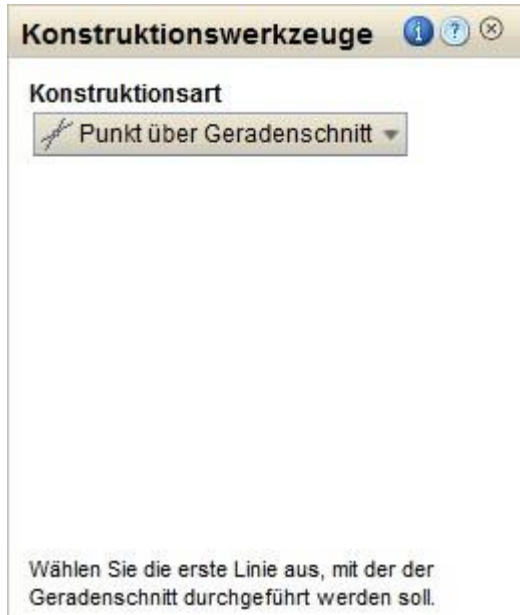 Konstruktionswerkzeuge
Konstruktionsart
Punkt über Geradenschnitt
Wählen Sie die erste Linie aus, mit der der
Geradenschnitt durchgeführt werden soll.